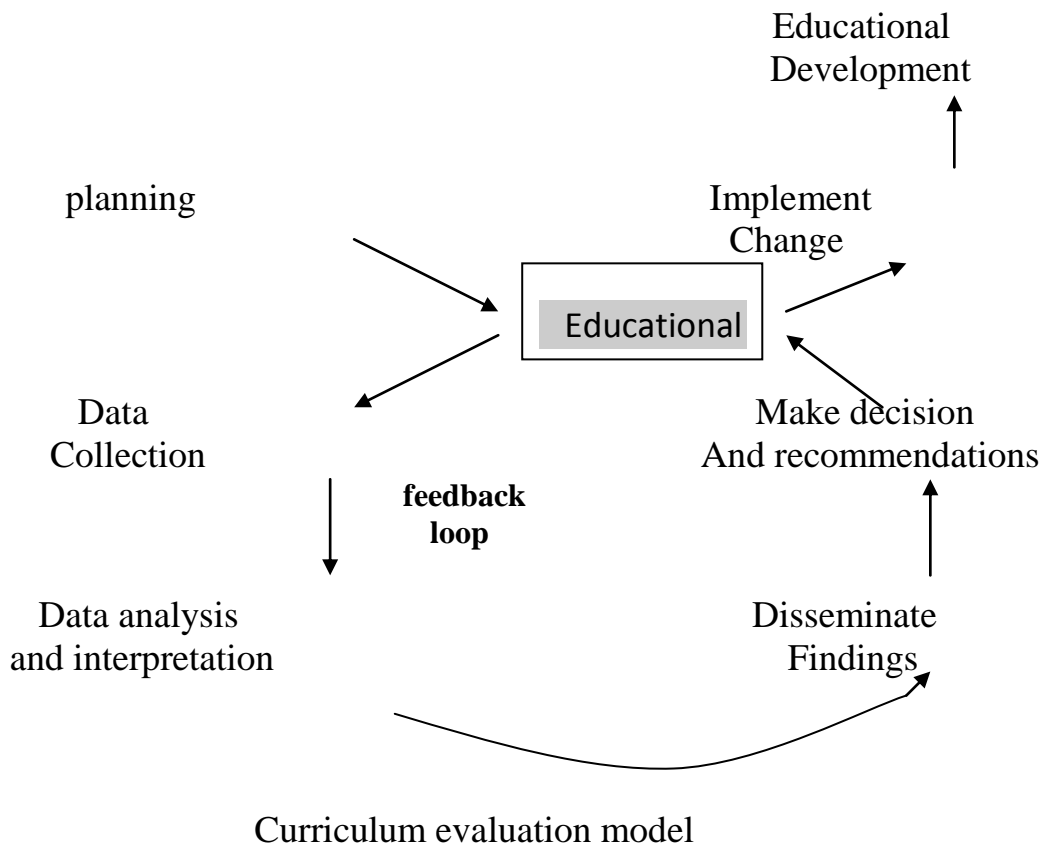 Educational
Development
planning
Implement
Change
Educational
Data
Collection
Make decision
And recommendations
feedback
loop
Data analysis
and interpretation
Disseminate
Findings
Curriculum evaluation model